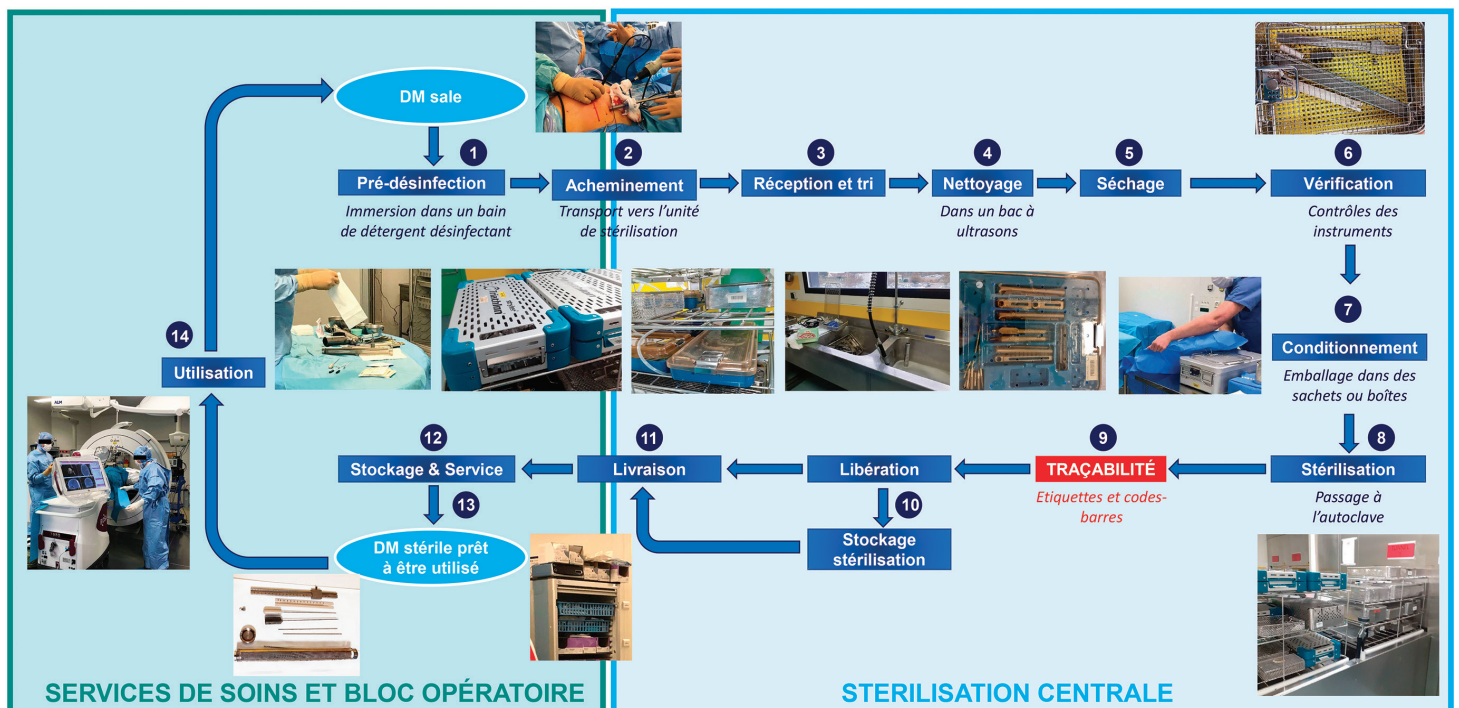 DM sale
1
Pré-désinfection
Immersion dans un bain
de détergent désinfectant
2
Acheminement
Transport vers l’unité
de stérilisation
3
Réception et tri
4
Nettoyage
Dans un bac à
ultrasons
5
Séchage
6
Vérification
Contrôles des
instruments
7
Conditionnement
Emballage dans des
sachets ou boîtes
8
Stérilisation
Passage à
l’autoclave
9
TRAÇABILITÉ
Etiquettes et codes-
barres
Libération
10
Stockage
stérilisation
11
Livraison
12
Stockage & Service
13
DM stérile prêt
à être utilisé
14
Utilisation
SERVICES DE SOINS ET BLOC OPÉRATOIRE
STERILISATION CENTRALE